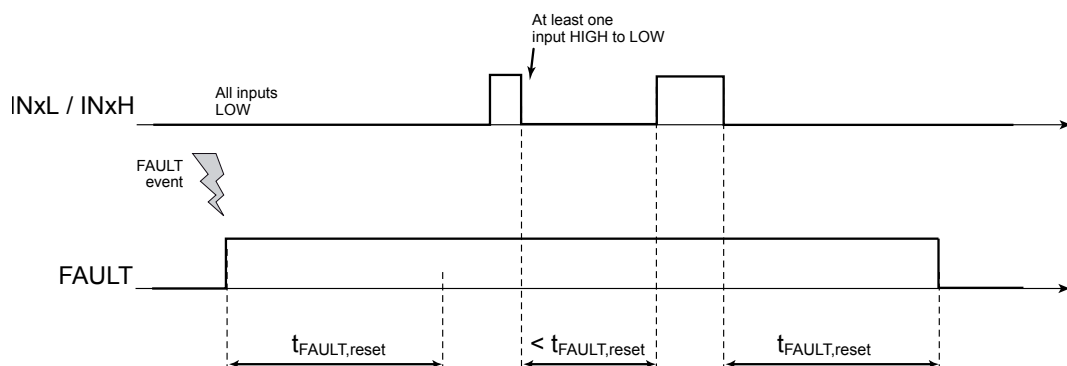 At least one
input HIGH to LOW
INxL / INxH
All inputs
LOW
FAULT
event
FAULT
tFAULT,reset
< tFAULT,reset
tFAULT,reset